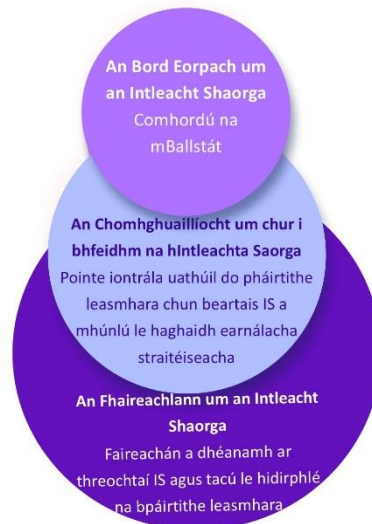 An Bord Eorpach um
an Intleacht Shaorga
Comhordú na
mBallstát
An Chomhghuaillíocht um chur i
bhfeidhm na hIntleachta Saorga
Pointe iontrála uathúil do pháirtithe
leasmhara chun beartais IS a
mhúnlú le haghaidh earnálacha
straitéiseacha
An Fhaireachlann um an Intleacht
Shaorga
Faireachán a dhéanamh ar
threochtaí IS agus tacú le hidirphlé
na bpáirtithe leasmhara